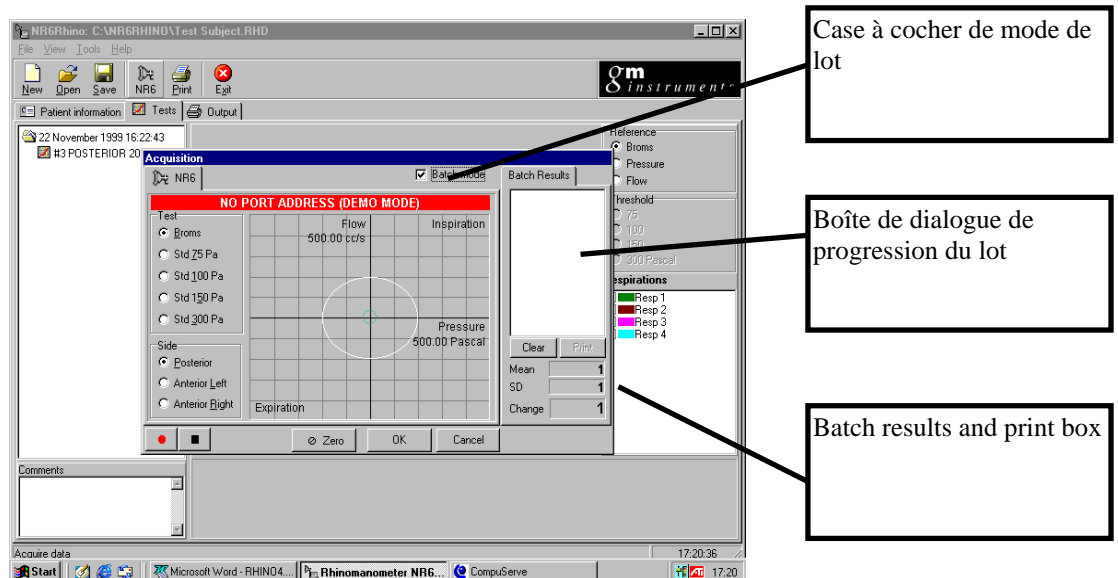 NR6Rhino: C:\NR6RHINO\Test Subject.RHD
File View Tools Help
New Open Save NR6 Print Exit
gm
instruments
Patient information Tests Output
22 November 1999 16:22:43
#3 POSTERIOR 20
Acquisition
NR6
Batch mode
Batch Results
NO PORT ADDRESS (DEMO MODE)
Test
Broms
Std 75 Pa
Std 100 Pa
Std 150 Pa
Std 300 Pa
Side
Posterior
Anterior Left
Anterior Right
Flow
500.00 cc/s
Inspiration
Pressure
500.00 Pascal
Expiration
Clear Print
Mean 1
SD 1
Change 1
Zero OK Cancel
Reference
Broms
Pressure
Flow
Threshold
75
100
150
300 Pascal
espirations
Resp 1
Resp 2
Resp 3
Resp 4
Comments
Acquire data 17:20:36
Start Microsoft Word - RHINO4.... Rhinomanometer NR6... CompuServe 17:20
Case à cocher de mode de
lot
Boîte de dialogue de
progression du lot
Batch results and print box